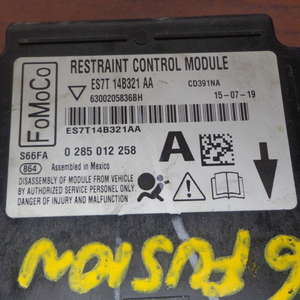 FoMoCo
RESTRAINT CONTROL MODULE
ES7T 14B321 AA
CD391NA
6300205836BH
15-07-19
ES7T14B321AA
A
S66FA
0 285 012 258
864 Assembled in Mexico
DISASSEMBLY OF MODULE FROM VEHICLE
BY AUTHORIZED SERVICE PERSONNEL ONLY.
DANGER OF INJURY AND MALFUNCTION
6 FUSION